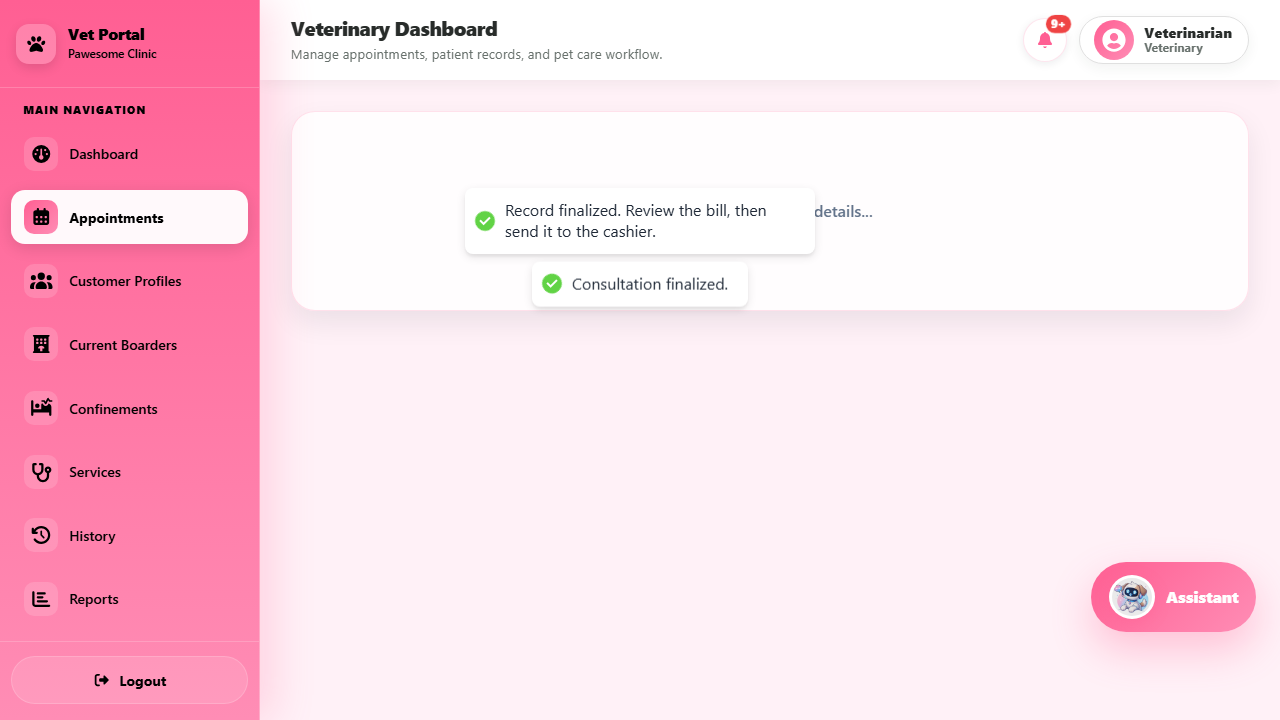 Vet Portal
Pawesome Clinic
MAIN NAVIGATION
Dashboard
Appointments
Customer Profiles
Current Boarders
Confinements
Services
History
Reports
Logout
Veterinary Dashboard
Manage appointments, patient records, and pet care workflow.
9+
Veterinarian
Veterinary
details...
Record finalized. Review the bill, then
send it to the cashier.
Consultation finalized.
Assistant